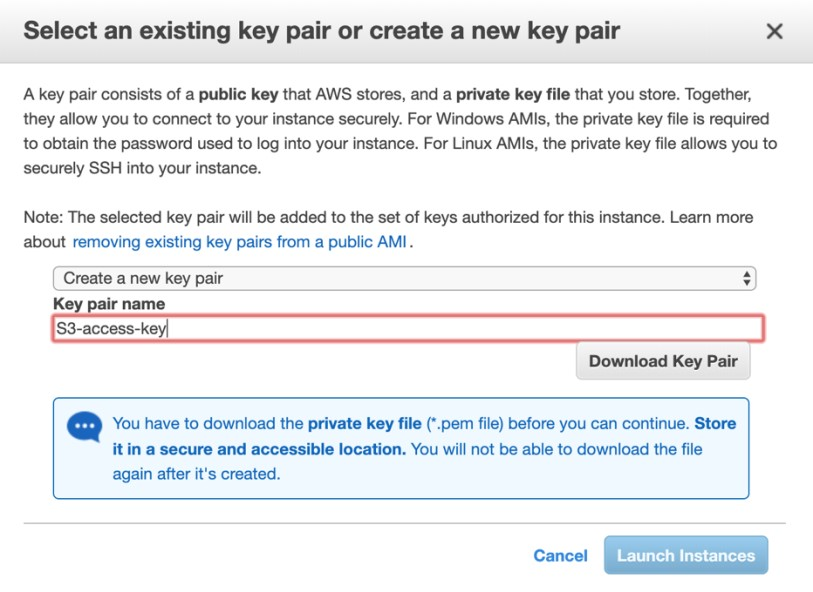 Select an existing key pair or create a new key pair
A key pair consists of a public key that AWS stores, and a private key file that you store. Together,
they allow you to connect to your instance securely. For Windows AMIs, the private key file is required
to obtain the password used to log into your instance. For Linux AMIs, the private key file allows you to
securely SSH into your instance.
Note: The selected key pair will be added to the set of keys authorized for this instance. Learn more
about removing existing key pairs from a public AMI .
Create a new key pair
Key pair name
S3-access-key
Download Key Pair
You have to download the private key file (*.pem file) before you can continue. Store
it in a secure and accessible location. You will not be able to download the file
again after it's created.
Cancel Launch Instances